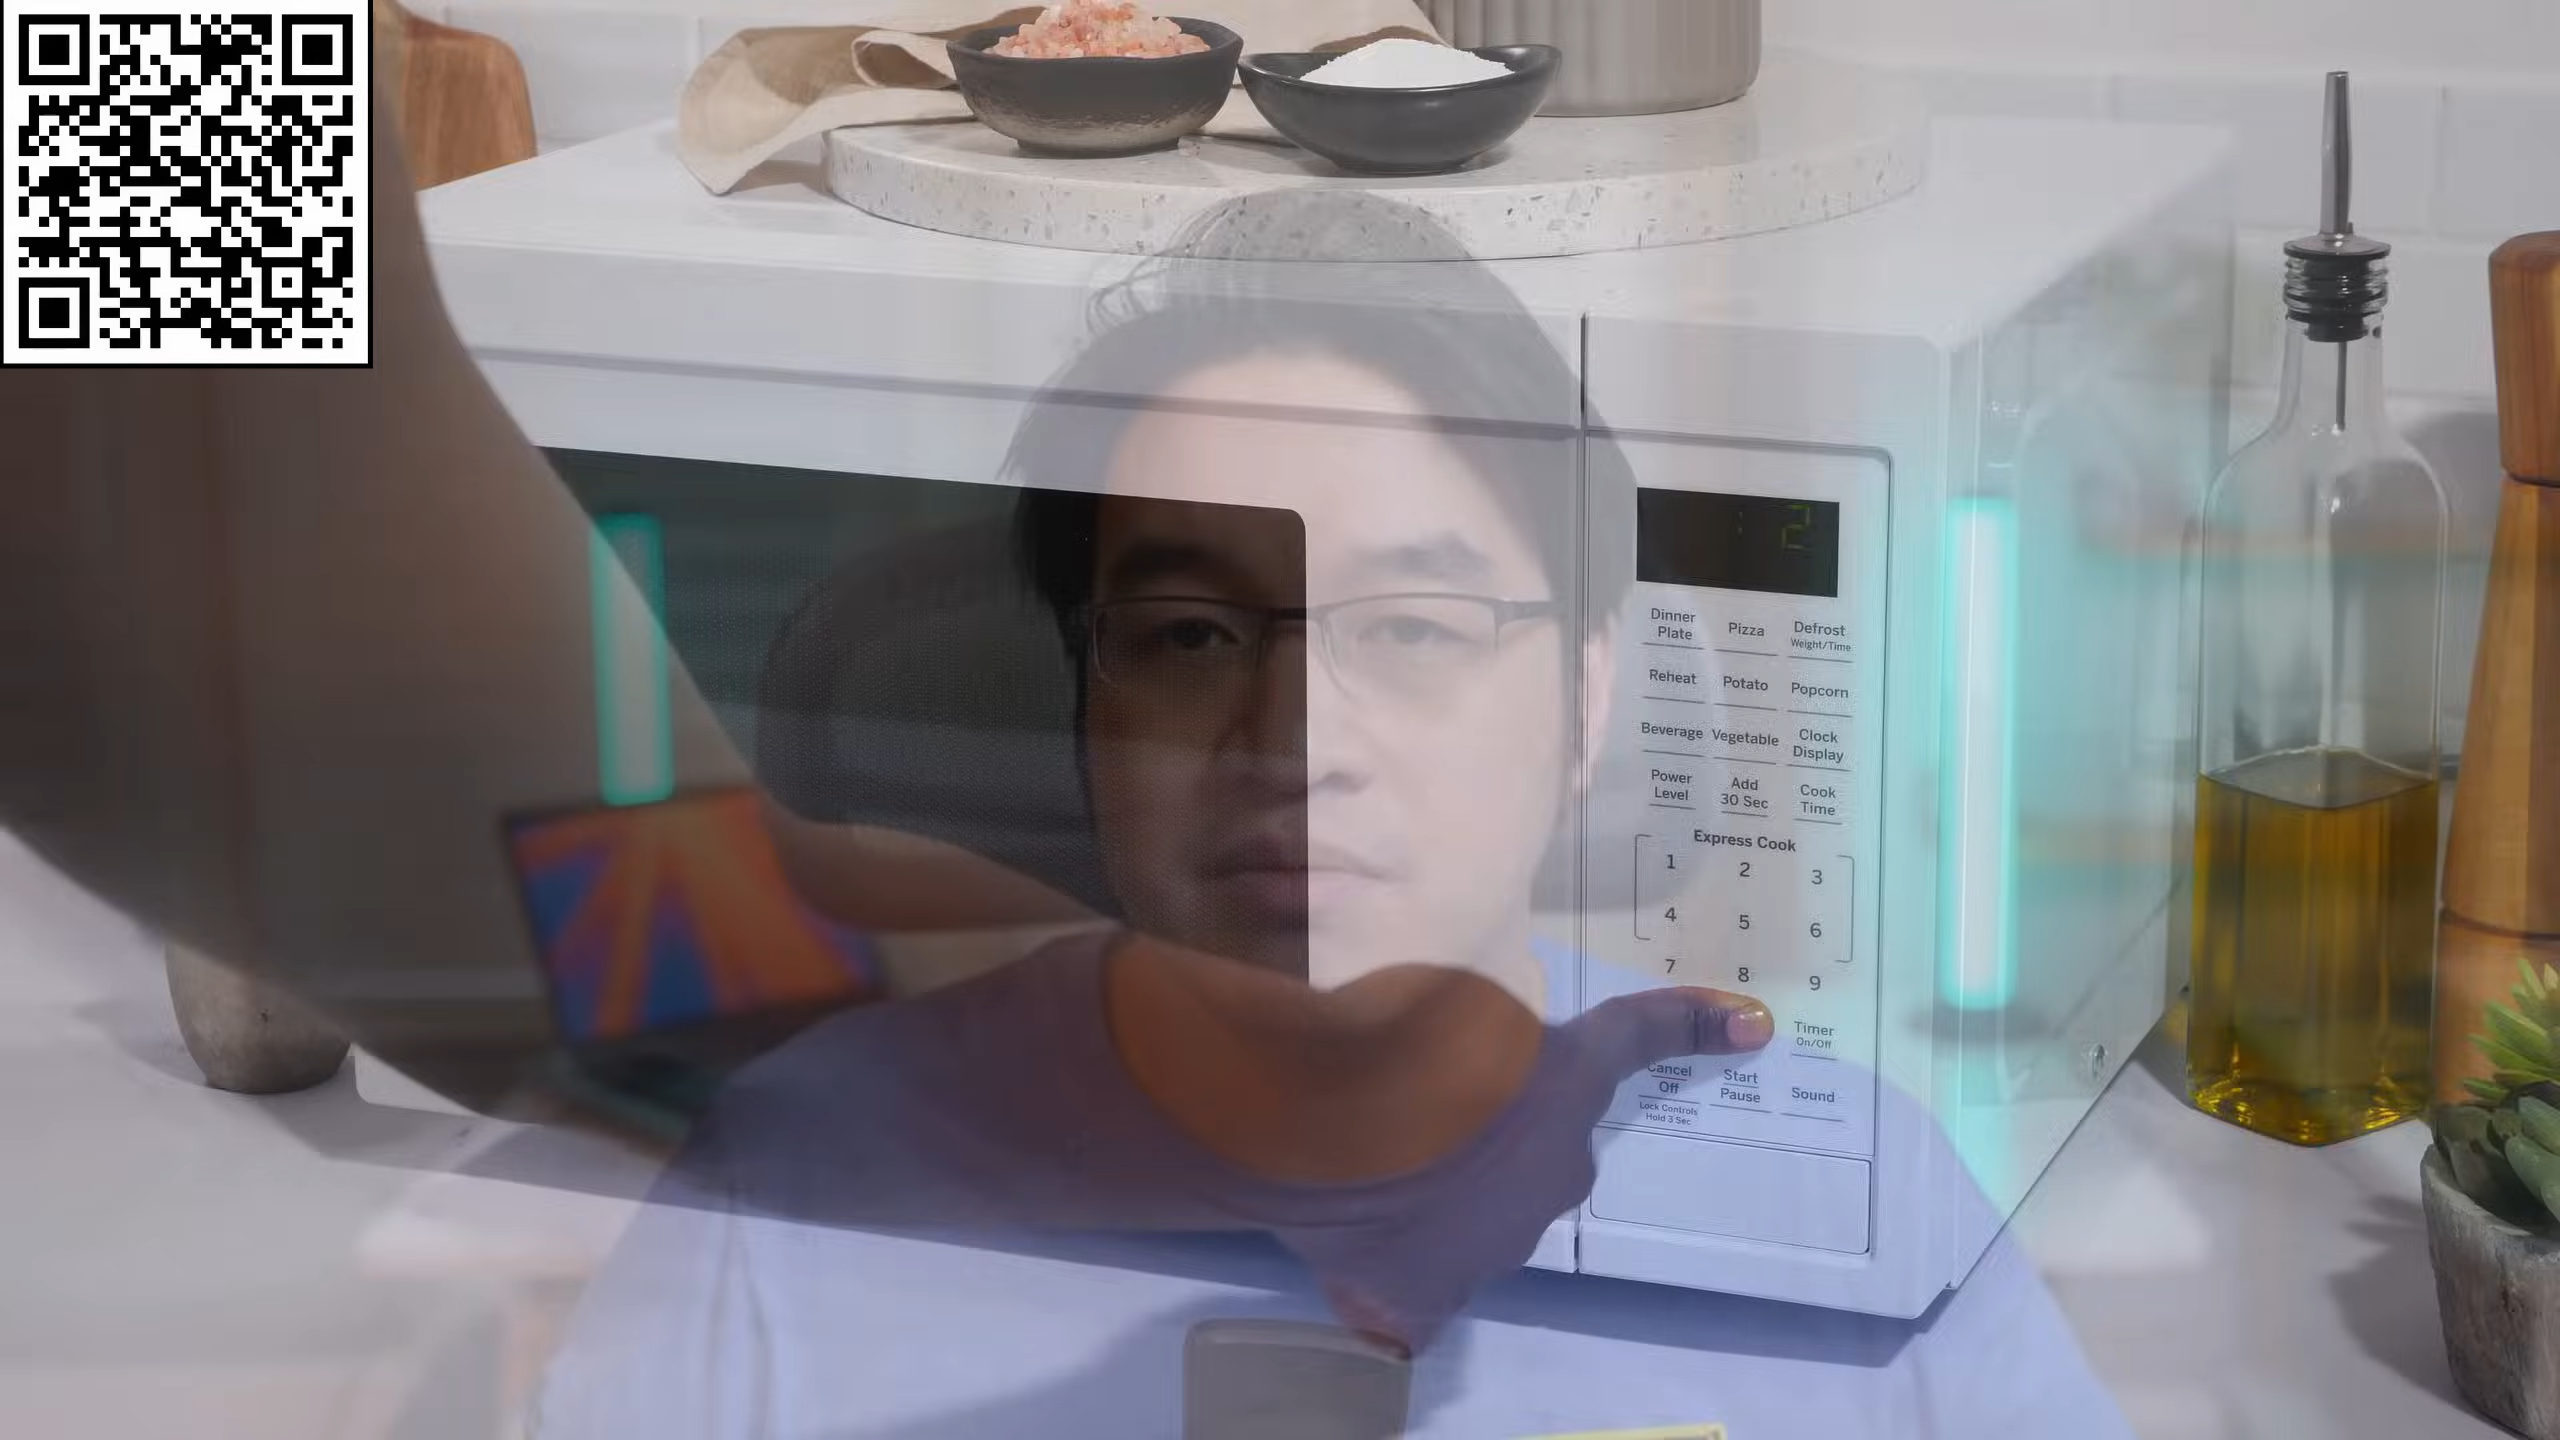 2
Dinner
Plate
Pizza
Defrost
Weight/Time
Reheat
Potato
Popcorn
Beverage
Vegetable
Clock
Display
Power
Level
Add
30 Sec
Cook
Time
Express Cook
1
2
3
4
5
6
7
8
9
Timer
On/Off
Cancel
Off
Lock Controls
Hold 3 Sec
Start
Pause
Sound